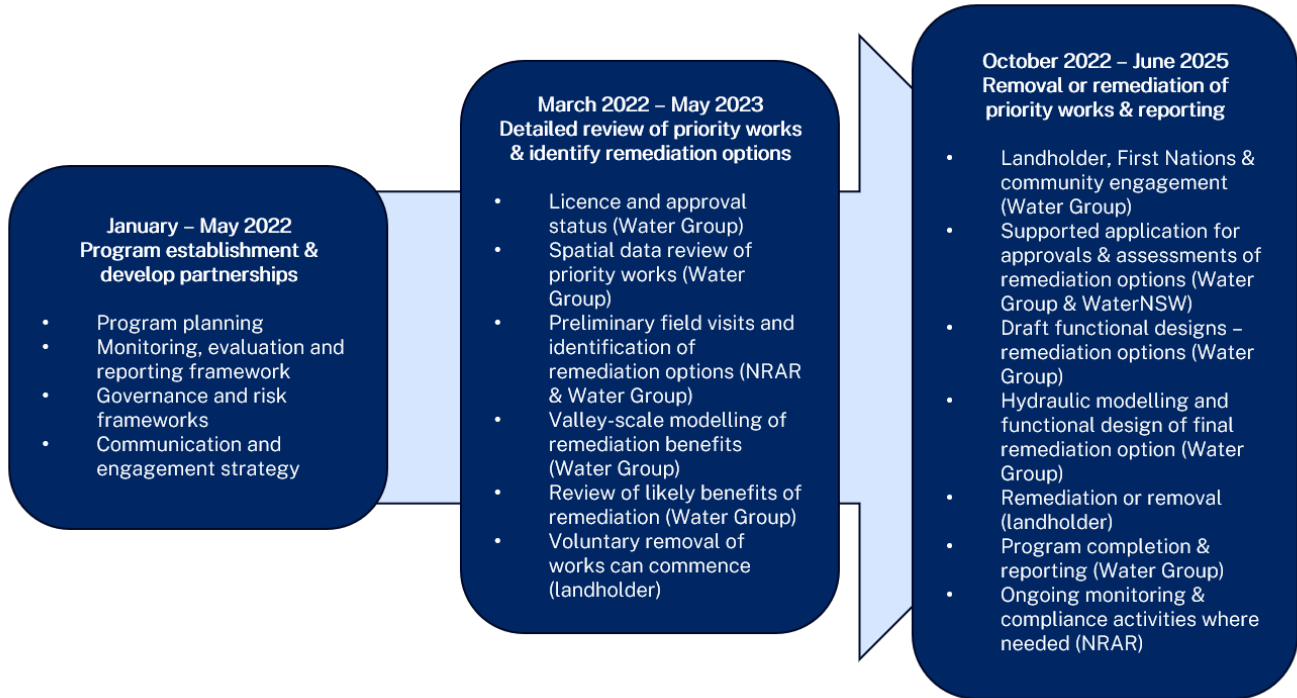 January – May 2022
Program establishment &
develop partnerships
• Program planning
• Monitoring, evaluation and
reporting framework
• Governance and risk
frameworks
• Communication and
engagement strategy
March 2022 – May 2023
Detailed review of priority works
& identify remediation options
• Licence and approval
status (Water Group)
• Spatial data review of
priority works (Water
Group)
• Preliminary field visits and
identification of
remediation options (NRAR
& Water Group)
• Valley-scale modelling of
remediation benefits
(Water Group)
• Review of likely benefits of
remediation (Water Group)
• Voluntary removal of
works can commence
(landholder)
October 2022 – June 2025
Removal or remediation of
priority works & reporting
• Landholder, First Nations &
community engagement
(Water Group)
• Supported application for
approvals & assessments of
remediation options (Water
Group & WaterNSW)
• Draft functional designs –
remediation options (Water
Group)
• Hydraulic modelling and
functional design of final
remediation option (Water
Group)
• Remediation or removal
(landholder)
• Program completion &
reporting (Water Group)
• Ongoing monitoring &
compliance activities where
needed (NRAR)